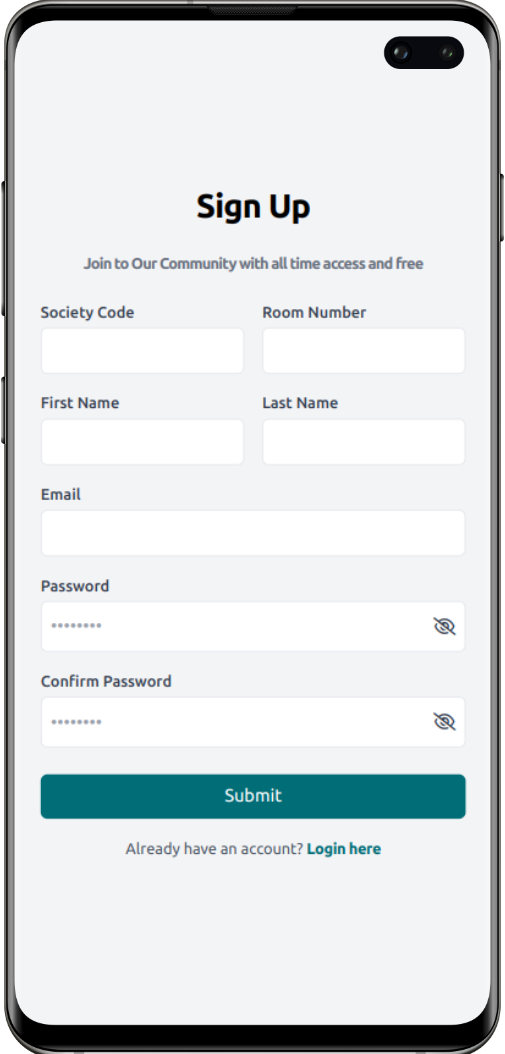 Sign Up
Join to Our Community with all time access and free
Society Code Room Number
First Name Last Name
Email
Password
••••••••
Confirm Password
••••••••
Submit
Already have an account? Login here